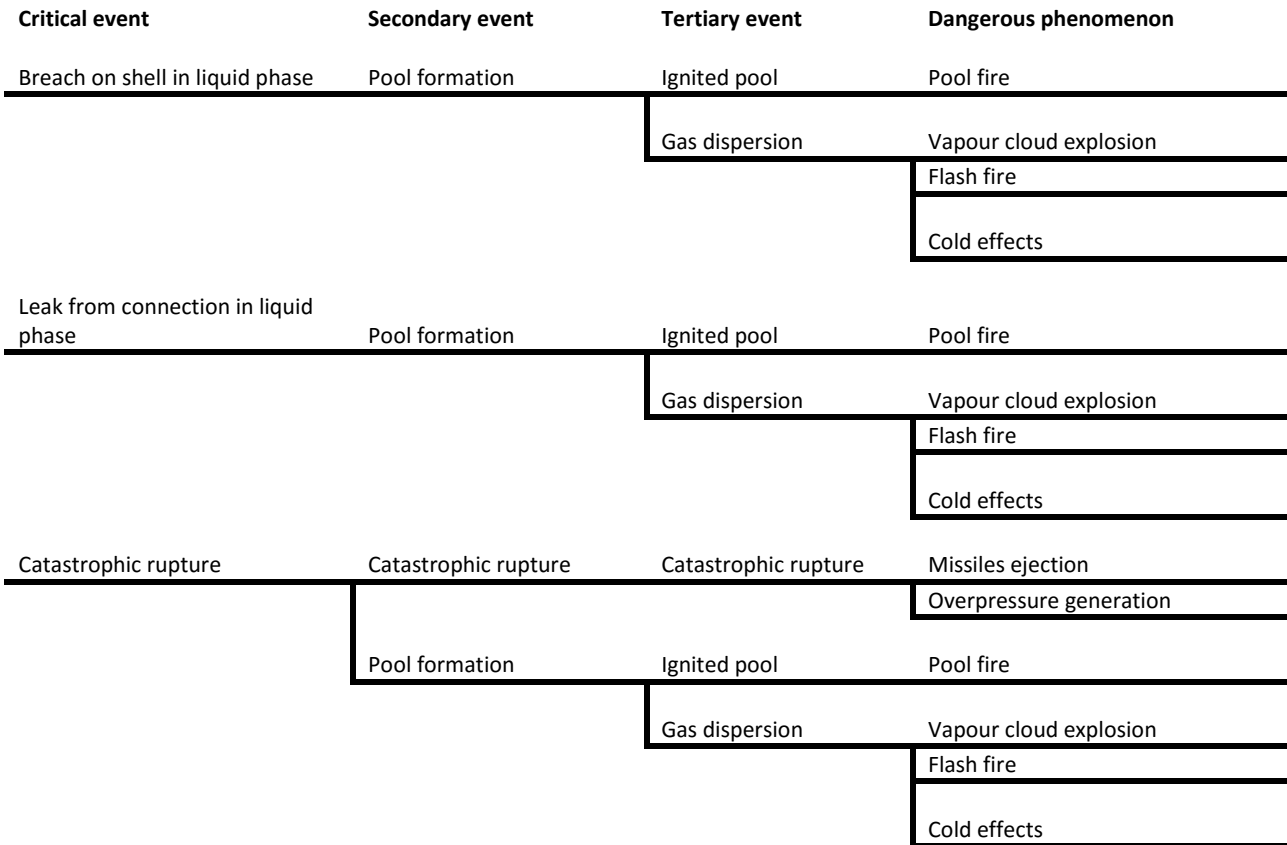 Critical event Secondary event Tertiary event Dangerous phenomenon
Breach on shell in liquid phase Pool formation Ignited pool Pool fire
Gas dispersion Vapour cloud explosion
Flash fire
Cold effects
Leak from connection in liquid
phase Pool formation Ignited pool Pool fire
Gas dispersion Vapour cloud explosion
Flash fire
Cold effects
Catastrophic rupture Catastrophic rupture Catastrophic rupture Missiles ejection
Overpressure generation
Pool formation Ignited pool Pool fire
Gas dispersion Vapour cloud explosion
Flash fire
Cold effects